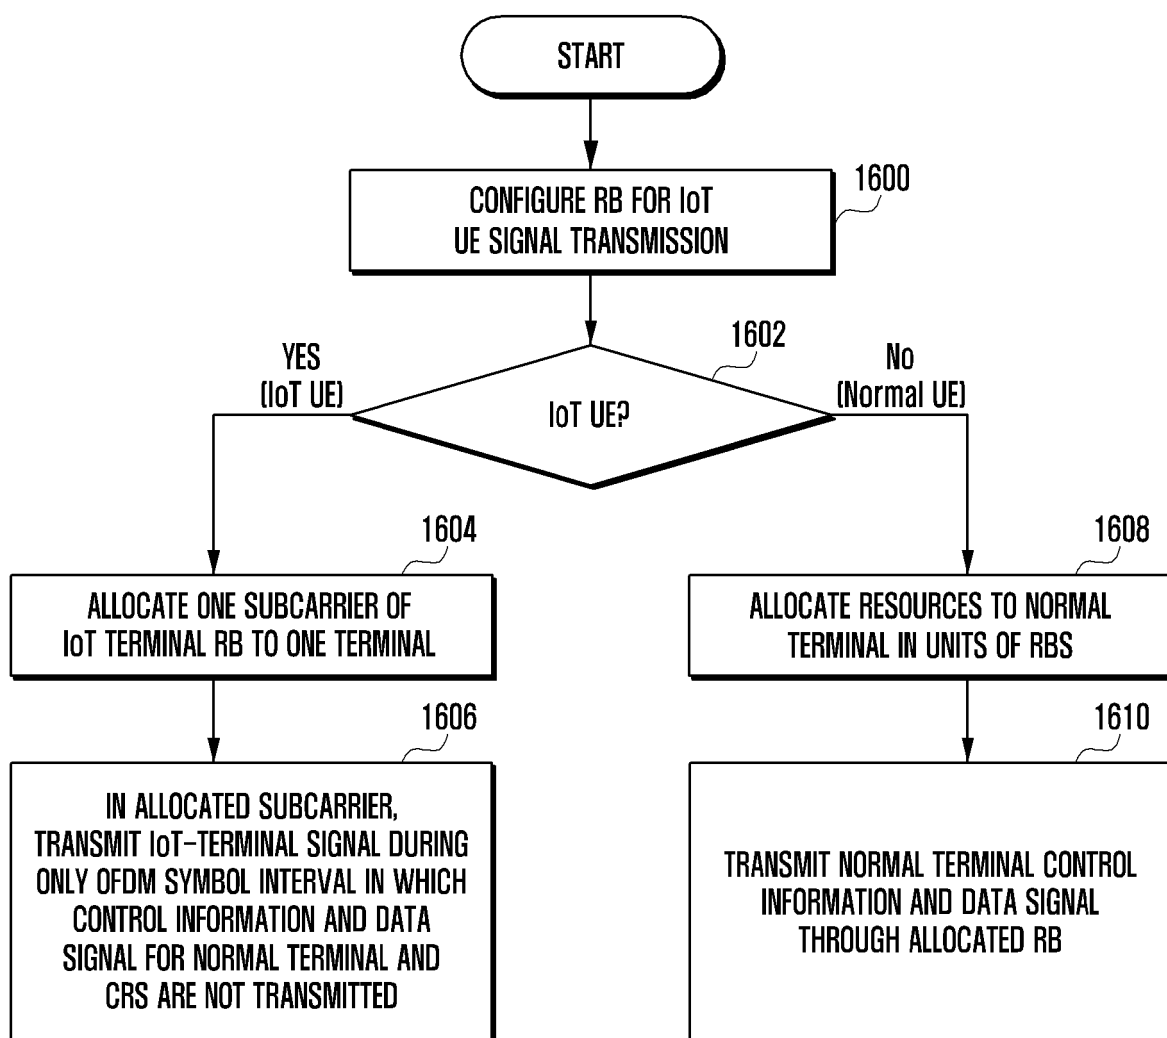 START
1600
CONFIGURE RB FOR IoT
UE SIGNAL TRANSMISSION
1602
YES
(IoT UE)
No
(Normal UE)
IoT UE?
1604
ALLOCATE ONE SUBCARRIER OF
IoT TERMINAL RB TO ONE TERMINAL
1608
ALLOCATE RESOURCES TO NORMAL
TERMINAL IN UNITS OF RBS
1606
IN ALLOCATED SUBCARRIER,
TRANSMIT IoT-TERMINAL SIGNAL DURING
ONLY OFDM SYMBOL INTERVAL IN WHICH
CONTROL INFORMATION AND DATA
SIGNAL FOR NORMAL TERMINAL AND
CRS ARE NOT TRANSMITTED
1610
TRANSMIT NORMAL TERMINAL CONTROL
INFORMATION AND DATA SIGNAL
THROUGH ALLOCATED RB